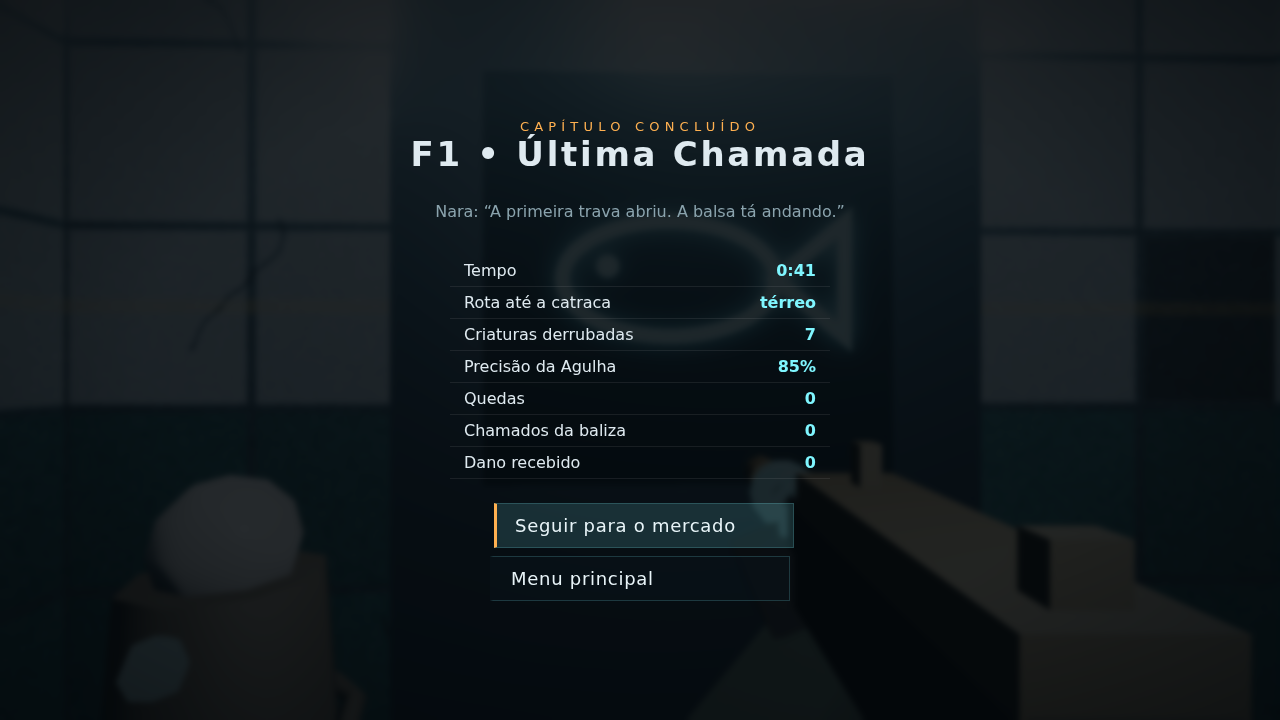 CAPÍTULO CONCLUÍDO
F1 • Última Chamada
Nara: “A primeira trava abriu. A balsa tá andando.”
Tempo 0:41
Rota até a catraca térreo
Criaturas derrubadas 7
Precisão da Agulha 85%
Quedas 0
Chamados da baliza 0
Dano recebido 0
Seguir para o mercado
Menu principal